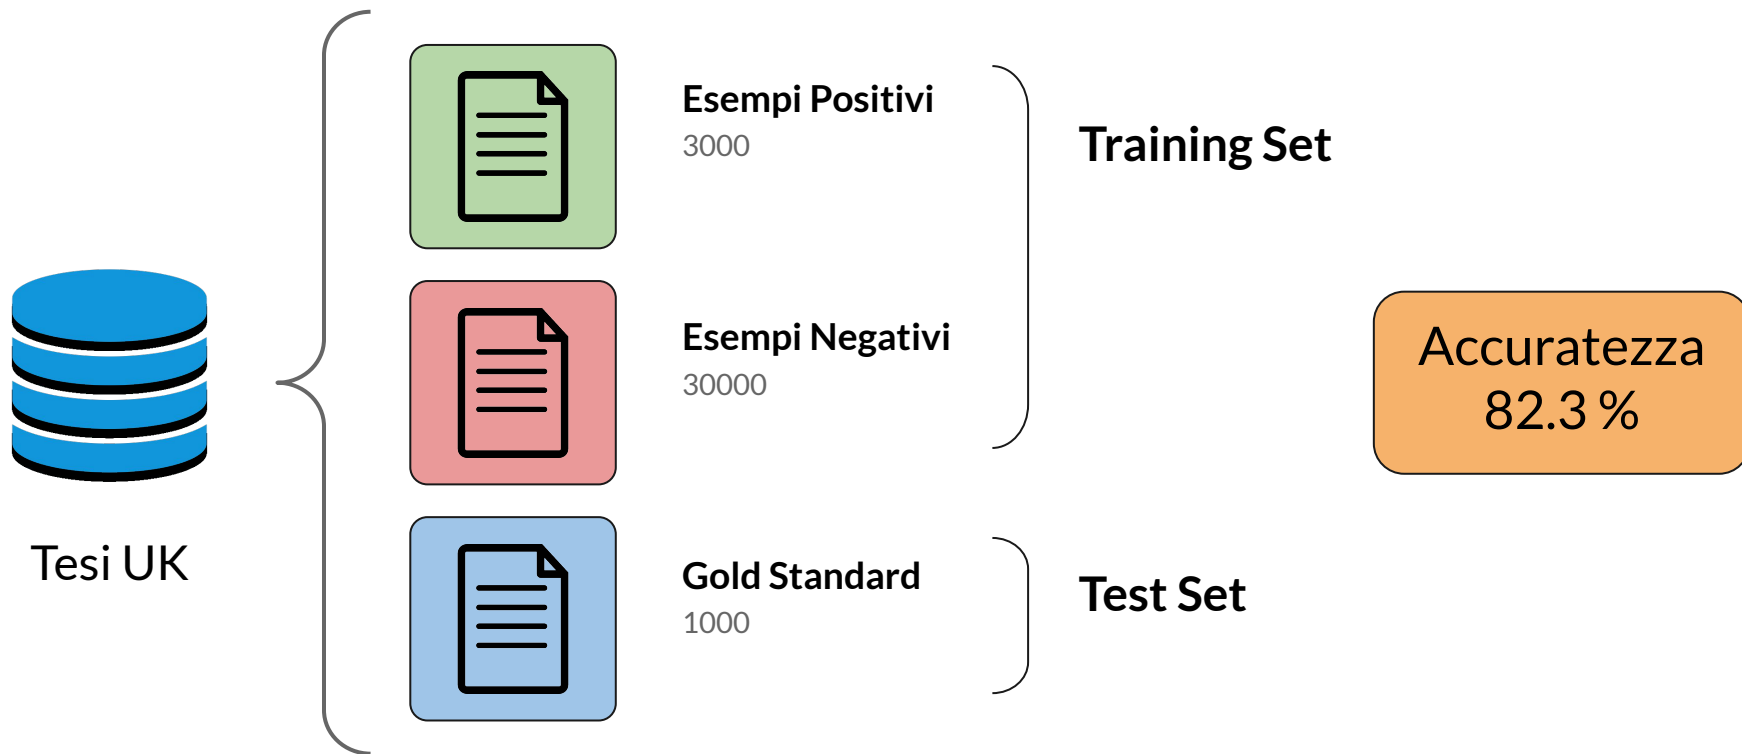 Esempi Positivi
3000
Training Set
Esempi Negativi
30000
Accuratezza
82.3 %
Tesi UK
Gold Standard
1000
Test Set